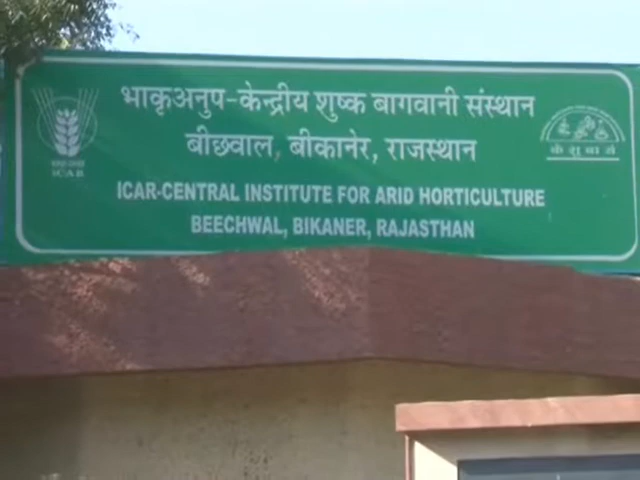 भाकृअनुप-केन्द्रीय शुष्क बागवानी संस्थान
बीछवाल, बीकानेर, राजस्थान
ICAR-CENTRAL INSTITUTE FOR ARID HORTICULTURE
BEECHWAL, BIKANER, RAJASTHAN
ICAR
के शु बा सं